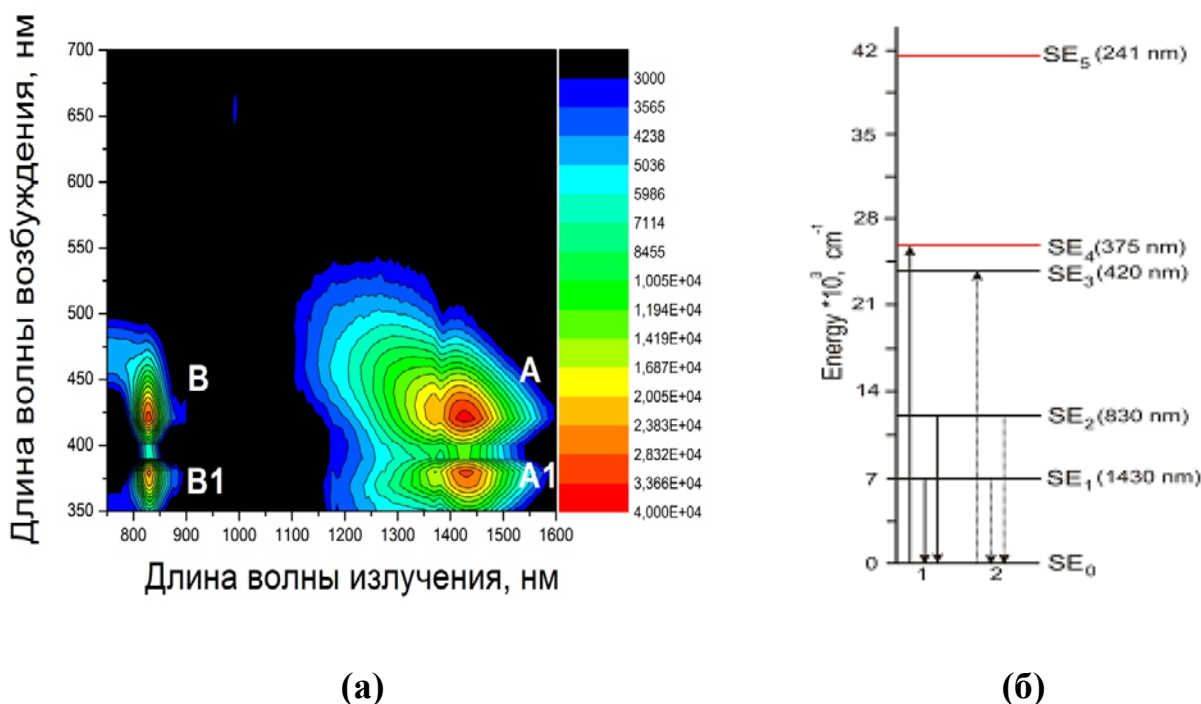 Длина волны возбуждения, нм
700
650
600
550
500
450
400
350
800
900
1000
1100
1200
1300
1400
1500
1600
Длина волны излучения, нм
B
B1
A
A1
3000
3565
4238
5036
5986
7114
8455
1,005E+04
1,194E+04
1,419E+04
1,687E+04
2,005E+04
2,383E+04
2,832E+04
3,366E+04
4,000E+04
(а)
Energy *10³, cm⁻¹
42
35
28
21
14
7
0
SE₅ (241 nm)
SE₄ (375 nm)
SE₃ (420 nm)
SE₂ (830 nm)
SE₁ (1430 nm)
SE₀
1
2
(б)